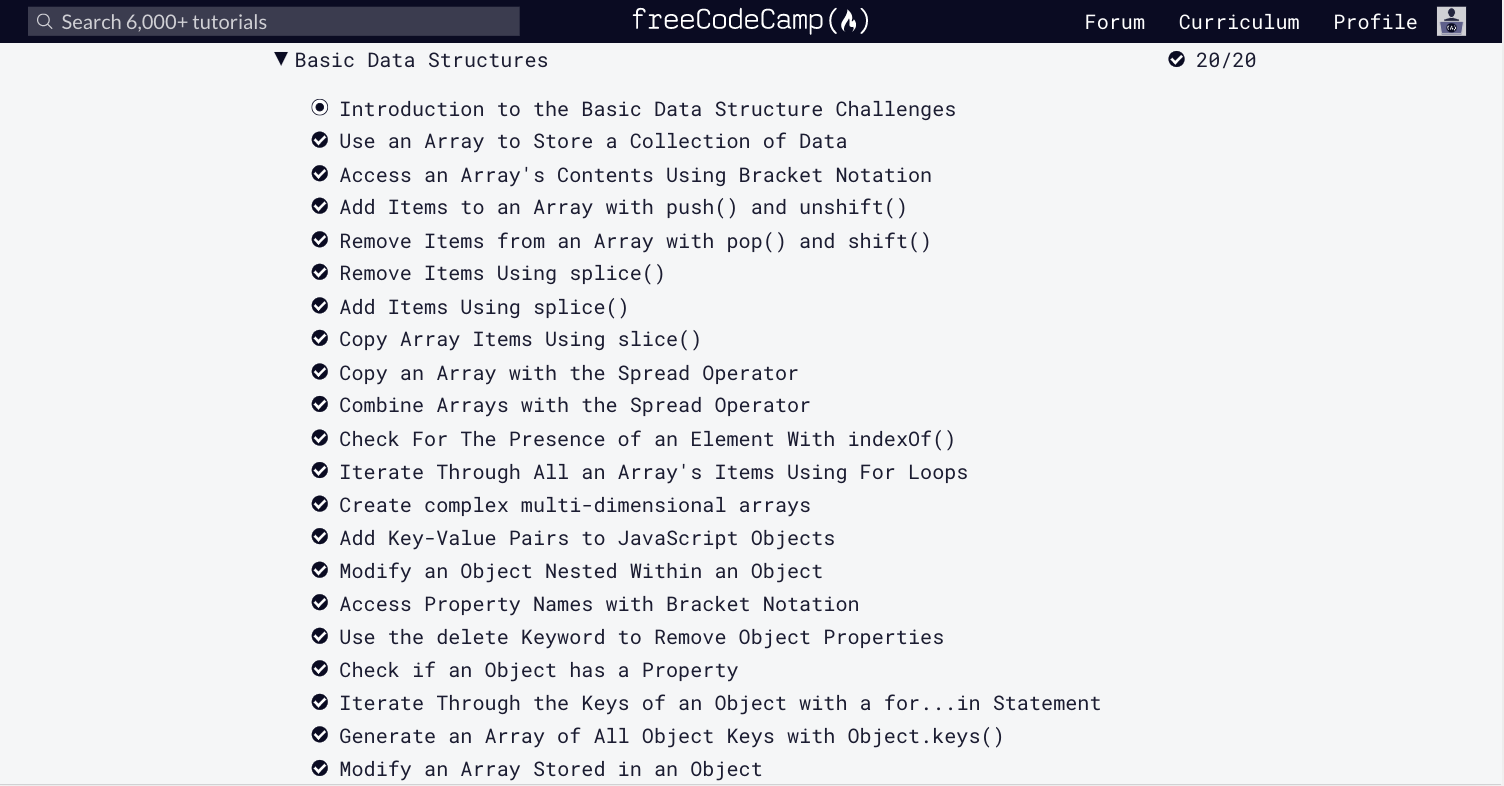 Search 6,000+ tutorials
freeCodeCamp
Forum Curriculum Profile
Basic Data Structures 20/20
Introduction to the Basic Data Structure Challenges
Use an Array to Store a Collection of Data
Access an Array's Contents Using Bracket Notation
Add Items to an Array with push() and unshift()
Remove Items from an Array with pop() and shift()
Remove Items Using splice()
Add Items Using splice()
Copy Array Items Using slice()
Copy an Array with the Spread Operator
Combine Arrays with the Spread Operator
Check For The Presence of an Element With indexOf()
Iterate Through All an Array's Items Using For Loops
Create complex multi-dimensional arrays
Add Key-Value Pairs to JavaScript Objects
Modify an Object Nested Within an Object
Access Property Names with Bracket Notation
Use the delete Keyword to Remove Object Properties
Check if an Object has a Property
Iterate Through the Keys of an Object with a for...in Statement
Generate an Array of All Object Keys with Object.keys()
Modify an Array Stored in an Object